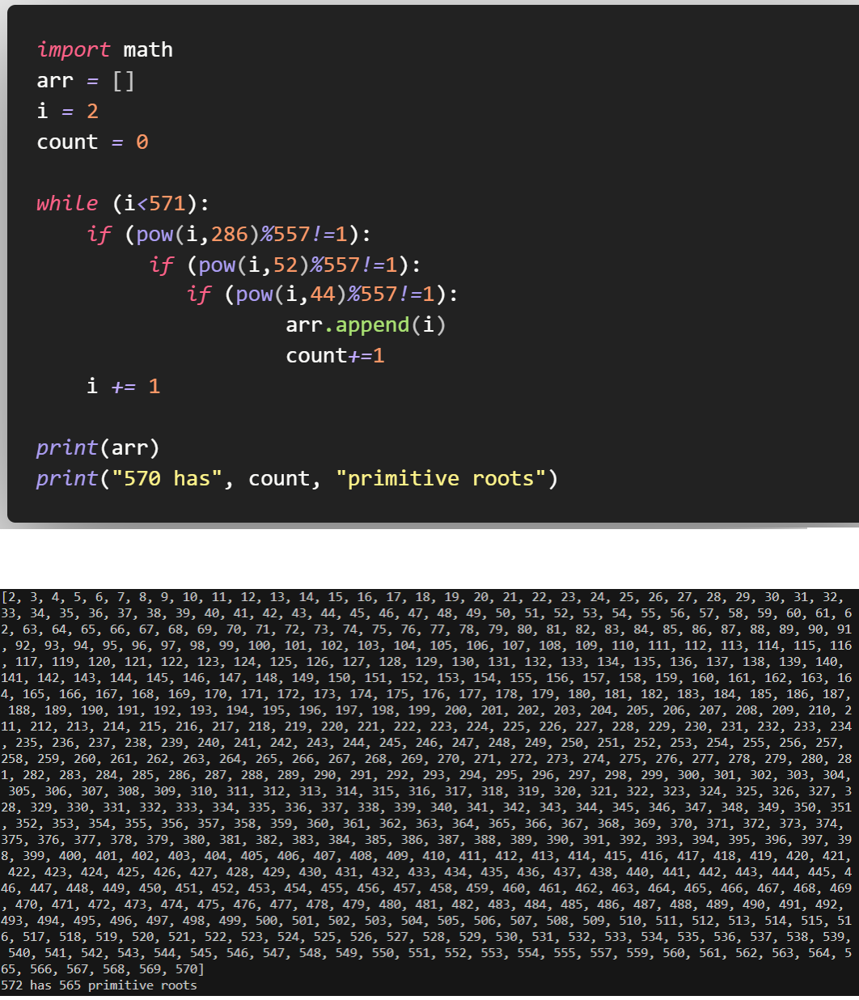 import math
arr = []
i = 2
count = 0
while (i<571):
if (pow(i,286)%557!=1):
if (pow(i,52)%557!=1):
if (pow(i,44)%557!=1):
arr.append(i)
count+=1
i += 1
print(arr)
print("570 has", count, "primitive roots")
[2, 3, 4, 5, 6, 7, 8, 9, 10, 11, 12, 13, 14, 15, 16, 17, 18, 19, 20, 21, 22, 23, 24, 25, 26, 27, 28, 29, 30, 31, 32,
33, 34, 35, 36, 37, 38, 39, 40, 41, 42, 43, 44, 45, 46, 47, 48, 49, 50, 51, 52, 53, 54, 55, 56, 57, 58, 59, 60, 61, 6
2, 63, 64, 65, 66, 67, 68, 69, 70, 71, 72, 73, 74, 75, 76, 77, 78, 79, 80, 81, 82, 83, 84, 85, 86, 87, 88, 89, 90, 91
, 92, 93, 94, 95, 96, 97, 98, 99, 100, 101, 102, 103, 104, 105, 106, 107, 108, 109, 110, 111, 112, 113, 114, 115, 116
, 117, 119, 120, 121, 122, 123, 124, 125, 126, 127, 128, 129, 130, 131, 132, 133, 134, 135, 136, 137, 138, 139, 140,
141, 142, 143, 144, 145, 146, 147, 148, 149, 150, 151, 152, 153, 154, 155, 156, 157, 158, 159, 160, 161, 162, 163, 16
4, 165, 166, 167, 168, 169, 170, 171, 172, 173, 174, 175, 176, 177, 178, 179, 180, 181, 182, 183, 184, 185, 186, 187,
188, 189, 190, 191, 192, 193, 194, 195, 196, 197, 198, 199, 200, 201, 202, 203, 204, 205, 206, 207, 208, 209, 210, 2
11, 212, 213, 214, 215, 216, 217, 218, 219, 220, 221, 222, 223, 224, 225, 226, 227, 228, 229, 230, 231, 232, 233, 234
, 235, 236, 237, 238, 239, 240, 241, 242, 243, 244, 245, 246, 247, 248, 249, 250, 251, 252, 253, 254, 255, 256, 257,
258, 259, 260, 261, 262, 263, 264, 265, 266, 267, 268, 269, 270, 271, 272, 273, 274, 275, 276, 277, 278, 279, 280, 28
1, 282, 283, 284, 285, 286, 287, 288, 289, 290, 291, 292, 293, 294, 295, 296, 297, 298, 299, 300, 301, 302, 303, 304,
305, 306, 307, 308, 309, 310, 311, 312, 313, 314, 315, 316, 317, 318, 319, 320, 321, 322, 323, 324, 325, 326, 327, 3
28, 329, 330, 331, 332, 333, 334, 335, 336, 337, 338, 339, 340, 341, 342, 343, 344, 345, 346, 347, 348, 349, 350, 351
, 352, 353, 354, 355, 356, 357, 358, 359, 360, 361, 362, 363, 364, 365, 366, 367, 368, 369, 370, 371, 372, 373, 374,
375, 376, 377, 378, 379, 380, 381, 382, 383, 384, 385, 386, 387, 388, 389, 390, 391, 392, 393, 394, 395, 396, 397, 39
8, 399, 400, 401, 402, 403, 404, 405, 406, 407, 408, 409, 410, 411, 412, 413, 414, 415, 416, 417, 418, 419, 420, 421,
422, 423, 424, 425, 426, 427, 428, 429, 430, 431, 432, 433, 434, 435, 436, 437, 438, 440, 441, 442, 443, 444, 445, 4
46, 447, 448, 449, 450, 451, 452, 453, 454, 455, 456, 457, 458, 459, 460, 461, 462, 463, 464, 465, 466, 467, 468, 469
, 470, 471, 472, 473, 474, 475, 476, 477, 478, 479, 480, 481, 482, 483, 484, 485, 486, 487, 488, 489, 490, 491, 492,
493, 494, 495, 496, 497, 498, 499, 500, 501, 502, 503, 504, 505, 506, 507, 508, 509, 510, 511, 512, 513, 514, 515, 51
6, 517, 518, 519, 520, 521, 522, 523, 524, 525, 526, 527, 528, 529, 530, 531, 532, 533, 534, 535, 536, 537, 538, 539,
540, 541, 542, 543, 544, 545, 546, 547, 548, 549, 550, 551, 552, 553, 554, 555, 557, 559, 560, 561, 562, 563, 564, 5
65, 566, 567, 568, 569, 570]
572 has 565 primitive roots